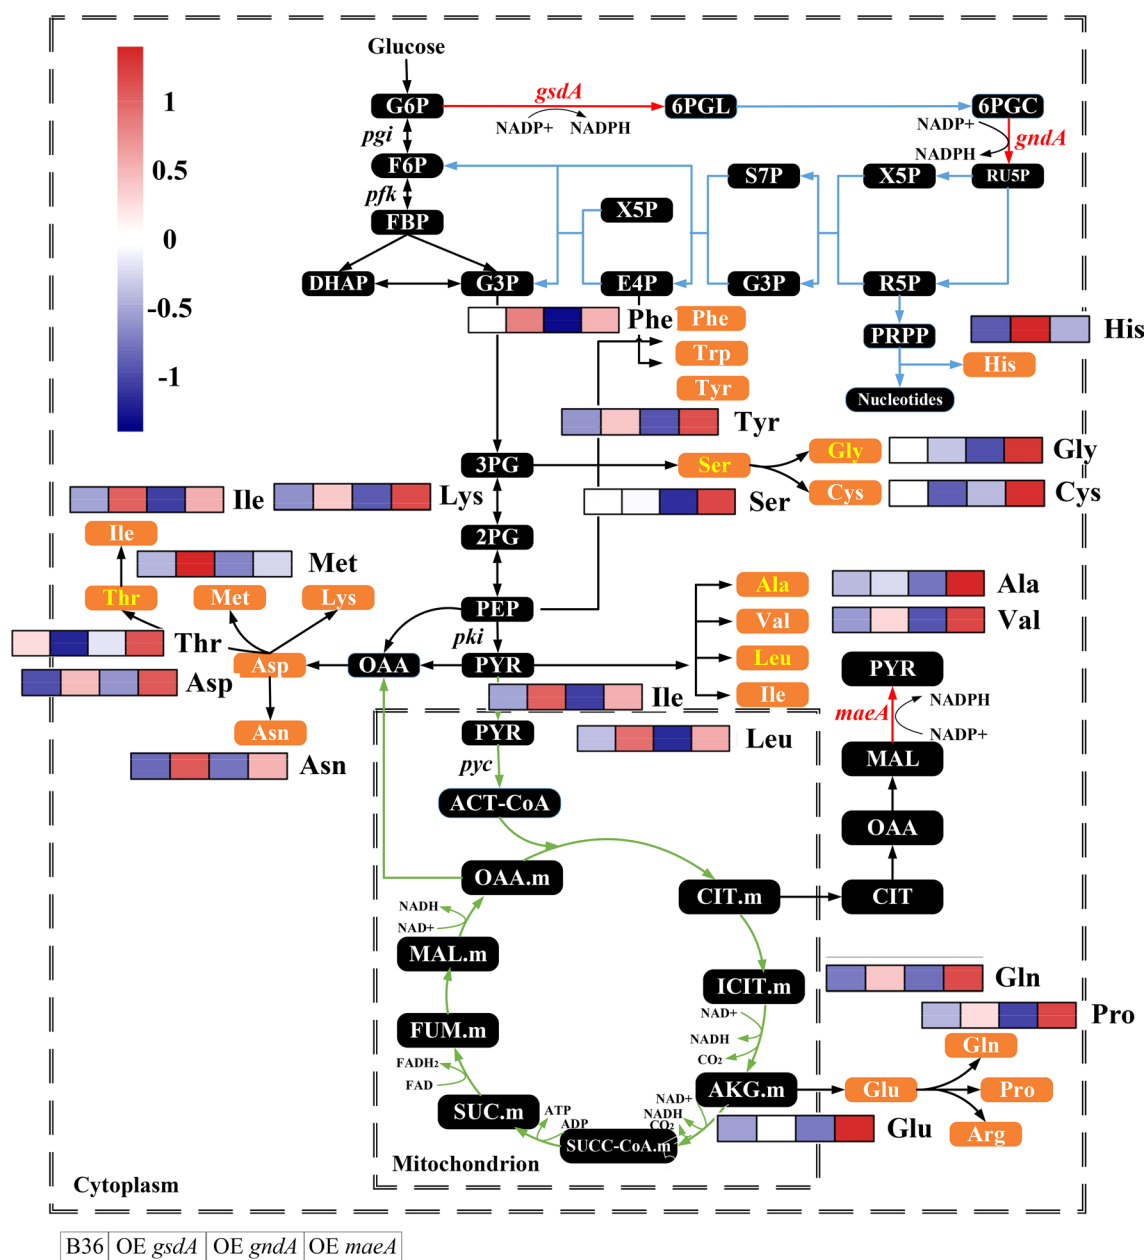 Glucose
1
0.5
0
-0.5
-1
G6P
gsdA
6PGL
6PGC
NADP+
NADPH
NADP+
gndA
NADPH
pgi
F6P
S7P
X5P
RU5P
pfk
X5P
FBP
DHAP
G3P
E4P
G3P
R5P
Phe
Phe
His
PRPP
Trp
His
Tyr
Nucleotides
Tyr
Gly
Gly
3PG
Ser
Cys
Cys
Ile
Lys
Ser
Ile
2PG
Met
Thr
Met
Lys
Ala
Ala
PEP
Val
Val
pki
Thr
Asp
OAA
PYR
Leu
PYR
Asp
Ile
Ile
NADPH
maeA
Asn
PYR
Leu
NADP+
Asn
pyc
MAL
ACT-CoA
OAA
OAA.m
CIT.m
CIT
NADH
NAD+
MAL.m
Gln
ICIT.m
NAD+
Pro
FUM.m
NADH
CO2
Gln
FADH2
FAD
AKG.m
Glu
Pro
NAD+
SUC.m
ATP
NADH
ADP
CO2
Glu
Arg
SUCC-CoA.m
Mitochondrion
Cytoplasm
B36 OE gsdA OE gndA OE maeA